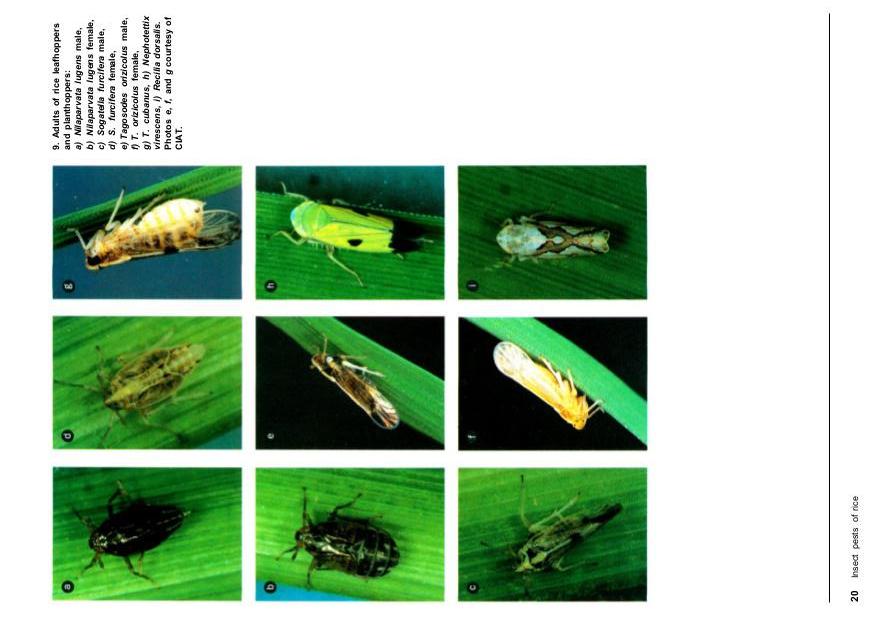 9. Adults of rice leafhoppers
and planthoppers:
a) Nilaparvata lugens male,
b) Nilaparvata lugens female,
c) Sogatella furcifera male,
d) S. furcifera female,
e) Tagosodes orizicolus male,
f) T. orizicolus female,
g) T. cubanus, h) Nephotettix
virescens, i) Recilia dorsalis.
Photos e, f, and g courtesy of
CIAT.
g
h
i
d
e
f
a
b
c
20 Insect pests of rice